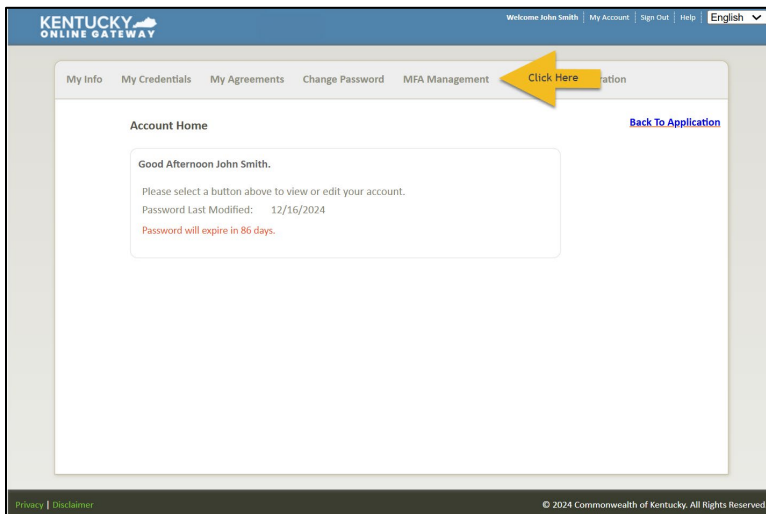 KENTUCKY
ONLINE GATEWAY
Welcome John Smith | My Account | Sign Out | Help | English
My Info My Credentials My Agreements Change Password MFA Management Click Here ration
Account Home
Back To Application
Good Afternoon John Smith.
Please select a button above to view or edit your account.
Password Last Modified: 12/16/2024
Password will expire in 86 days.
Privacy | Disclaimer
© 2024 Commonwealth of Kentucky. All Rights Reserved.